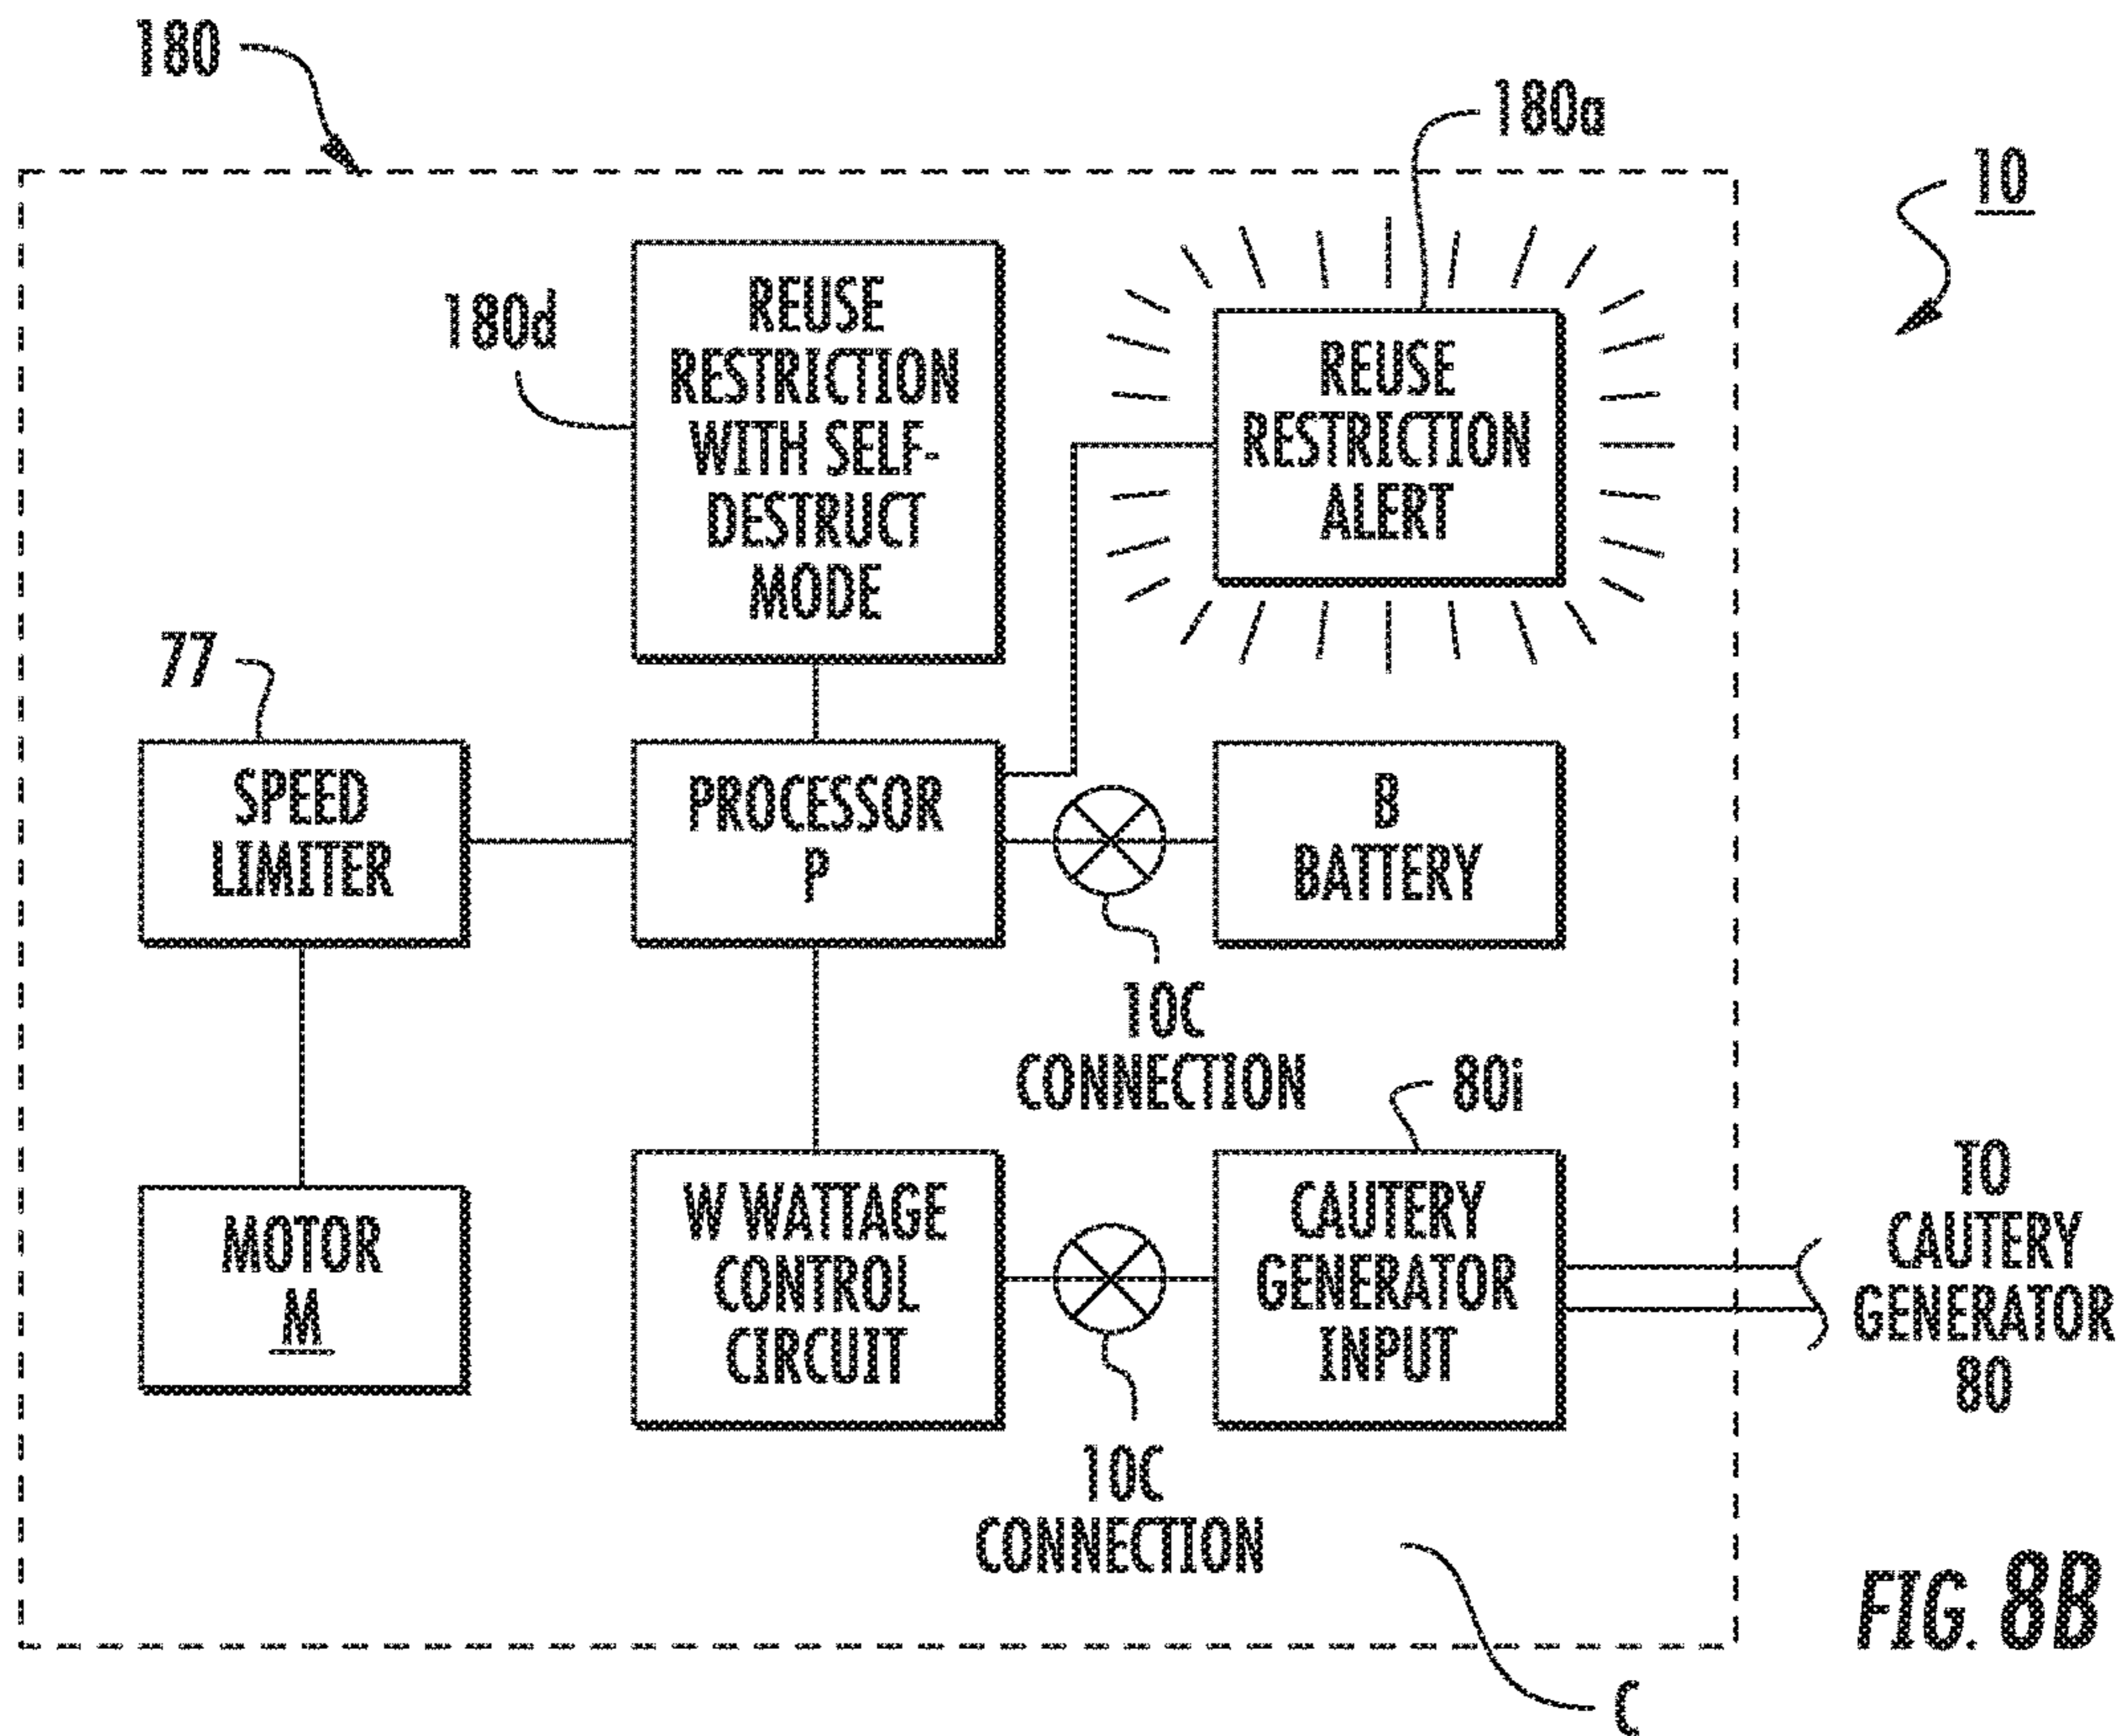 180
180a
10
180d
REUSE
RESTRICTION
WITH SELF-
DESTRUCT
MODE
REUSE
RESTRICTION
ALERT
77
SPEED
LIMITER
PROCESSOR
P
B
BATTERY
10C
CONNECTION
80i
MOTOR
M
W WATTAGE
CONTROL
CIRCUIT
CAUTERY
GENERATOR
INPUT
TO
CAUTERY
GENERATOR
80
10C
CONNECTION
C
FIG. 8B